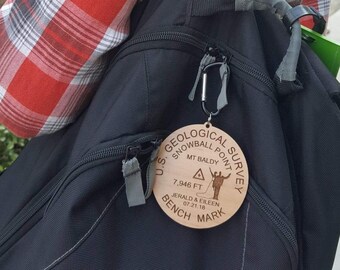 U.S. GEOLOGICAL SURVEY
SNOWBALL POINT
MT BALDY
7,946 FT
JERALD & EILEEN
07.21.18
BENCH MARK